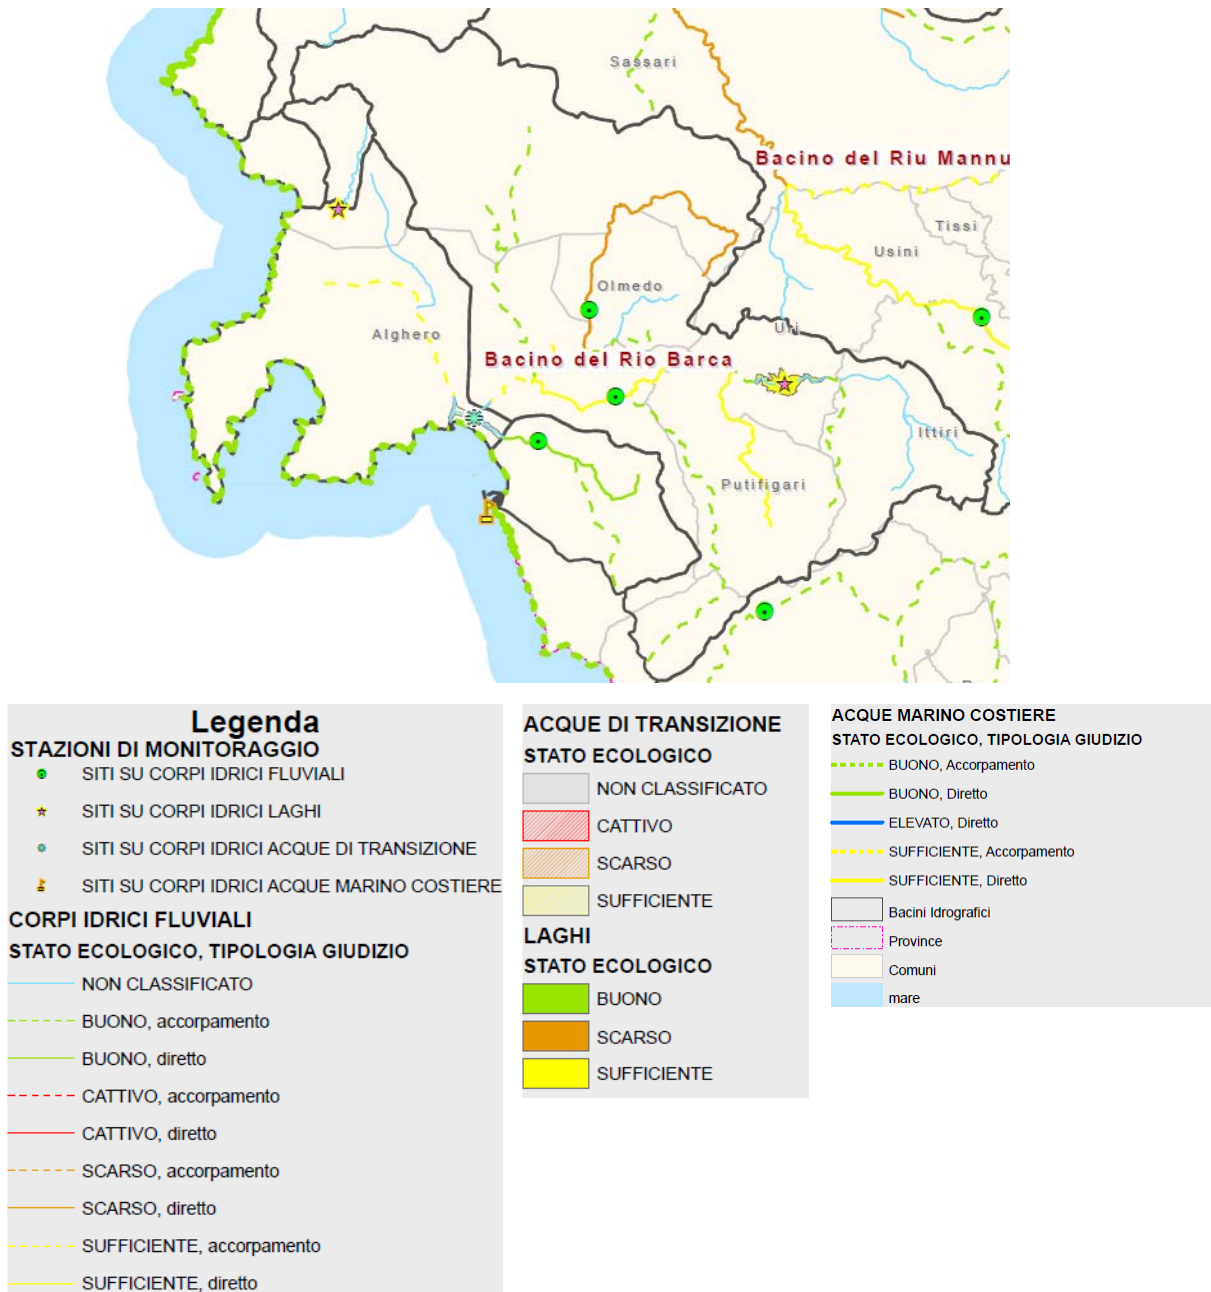 Sassari
Bacino del Riu Mannu
Tissi
Usini
Olmedo
Uri
Alghero
Bacino del Rio Barca
Ittiri
Putifigari
Legenda
STAZIONI DI MONITORAGGIO
SITI SU CORPI IDRICI FLUVIALI
SITI SU CORPI IDRICI LAGHI
SITI SU CORPI IDRICI ACQUE DI TRANSIZIONE
SITI SU CORPI IDRICI ACQUE MARINO COSTIERE
CORPI IDRICI FLUVIALI
STATO ECOLOGICO, TIPOLOGIA GIUDIZIO
NON CLASSIFICATO
BUONO, accorpamento
BUONO, diretto
CATTIVO, accorpamento
CATTIVO, diretto
SCARSO, accorpamento
SCARSO, diretto
SUFFICIENTE, accorpamento
SUFFICIENTE, diretto
ACQUE DI TRANSIZIONE
STATO ECOLOGICO
NON CLASSIFICATO
CATTIVO
SCARSO
SUFFICIENTE
LAGHI
STATO ECOLOGICO
BUONO
SCARSO
SUFFICIENTE
ACQUE MARINO COSTIERE
STATO ECOLOGICO, TIPOLOGIA GIUDIZIO
BUONO, Accorpamento
BUONO, Diretto
ELEVATO, Diretto
SUFFICIENTE, Accorpamento
SUFFICIENTE, Diretto
Bacini Idrografici
Province
Comuni
mare